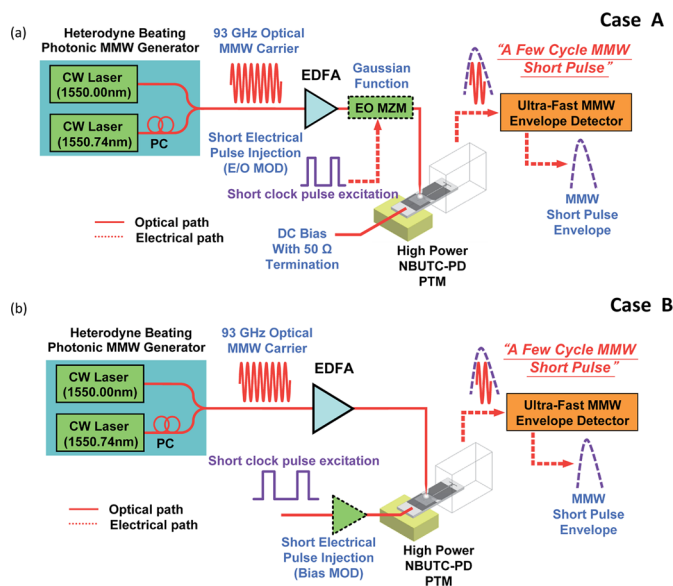 Case A
(a)
Heterodyne Beating
Photonic MMW Generator
93 GHz Optical
MMW Carrier
"A Few Cycle MMW
Short Pulse"
CW Laser
(1550.00nm)
EDFA
Gaussian
Function
EO MZM
Ultra-Fast MMW
Envelope Detector
CW Laser
(1550.74nm)
PC
Short Electrical
Pulse Injection
(E/O MOD)
Short clock pulse excitation
MMW
Short Pulse
Envelope
Optical path
Electrical path
DC Bias
With 50 Ω
Termination
High Power
NBUTC-PD
PTM
Case B
(b)
Heterodyne Beating
Photonic MMW Generator
93 GHz Optical
MMW Carrier
"A Few Cycle MMW
Short Pulse"
EDFA
CW Laser
(1550.00nm)
CW Laser
(1550.74nm)
PC
Ultra-Fast MMW
Envelope Detector
Short clock pulse excitation
MMW
Short Pulse
Envelope
Optical path
Electrical path
Short Electrical
Pulse Injection
(Bias MOD)
High Power
NBUTC-PD
PTM